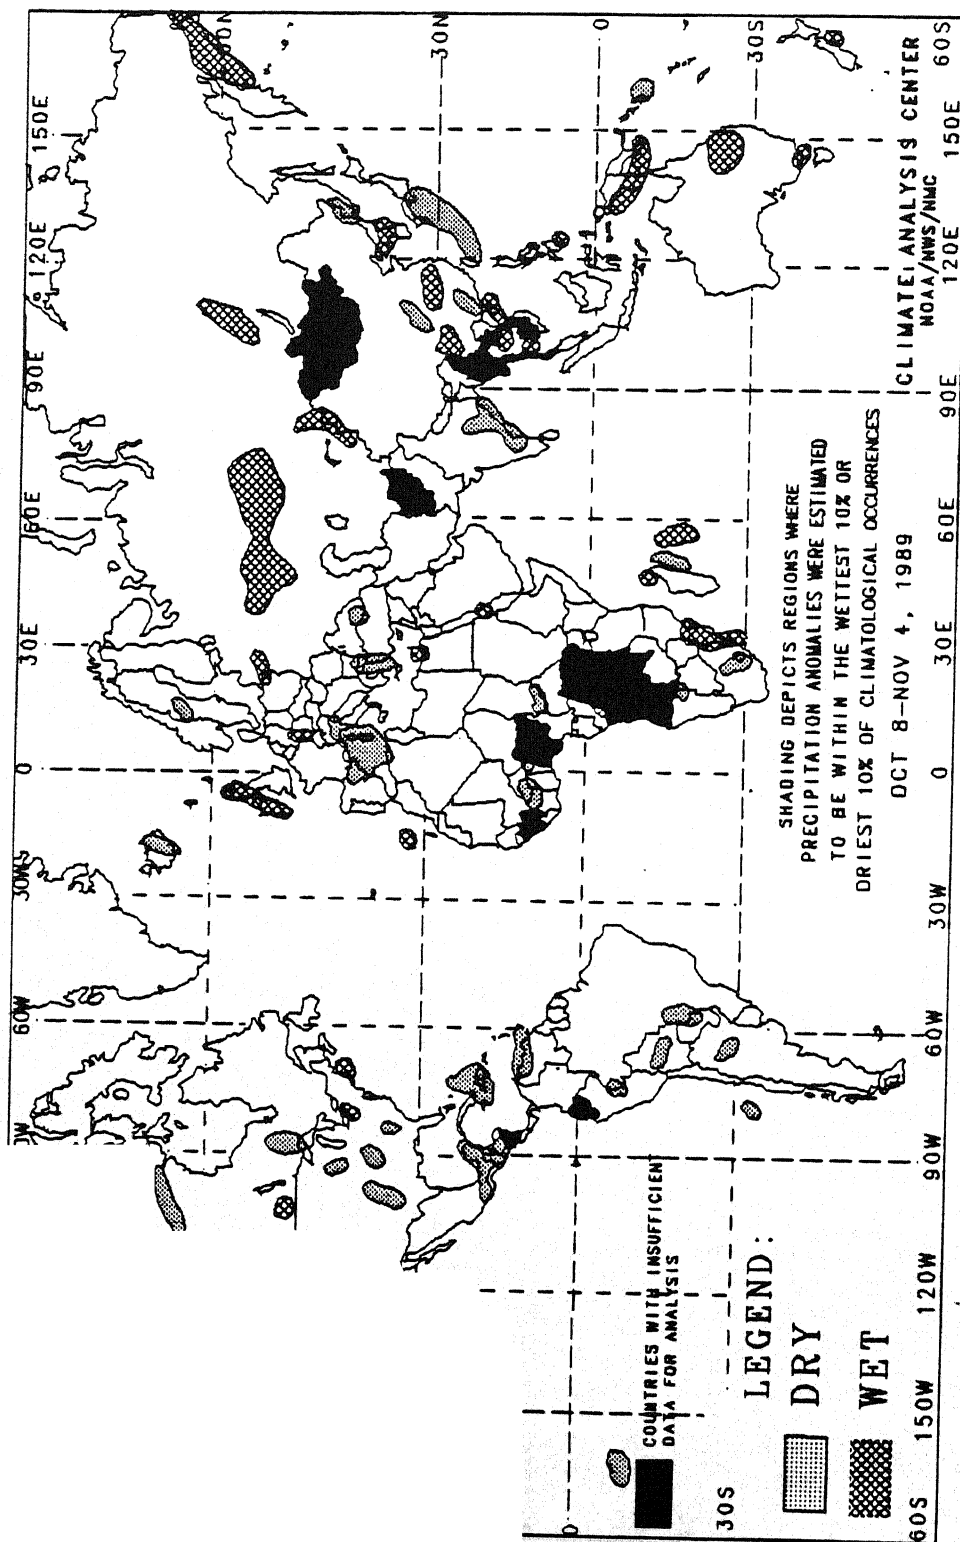 60W
30W
0
30E
60E
90E
120E
150E
30N
0
30S
60S
0
30S
60S
150W
120W
90W
60W
30W
0
30E
60E
90E
120E
150E
CLIMATE ANALYSIS CENTER
NOAA/NWS/NMC
SHADING DEPICTS REGIONS WHERE
PRECIPITATION ANOMALIES WERE ESTIMATED
TO BE WITHIN THE WETTEST 10% OR
DRIEST 10% OF CLIMATOLOGICAL OCCURRENCES
OCT 8-NOV 4, 1989
COUNTRIES WITH INSUFFICIENT
DATA FOR ANALYSIS
LEGEND:
DRY
WET